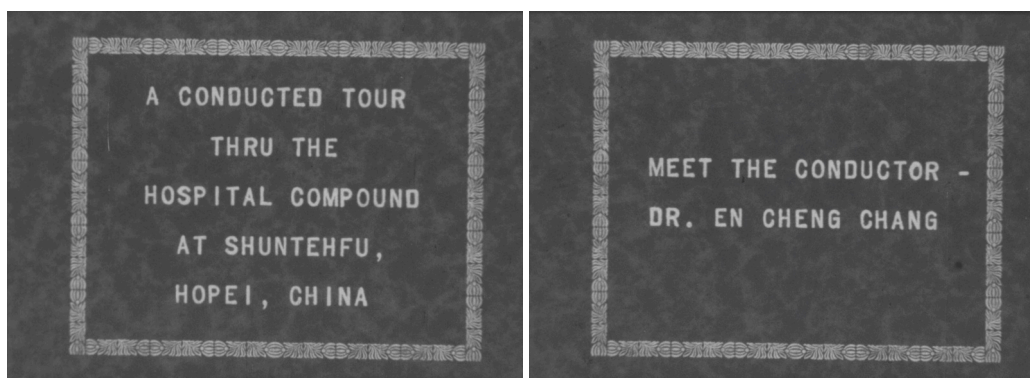 A CONDUCTED TOUR
THRU THE
HOSPITAL COMPOUND
AT SHUNTEHFU,
HOPEI, CHINA
MEET THE CONDUCTOR -
DR. EN CHENG CHANG